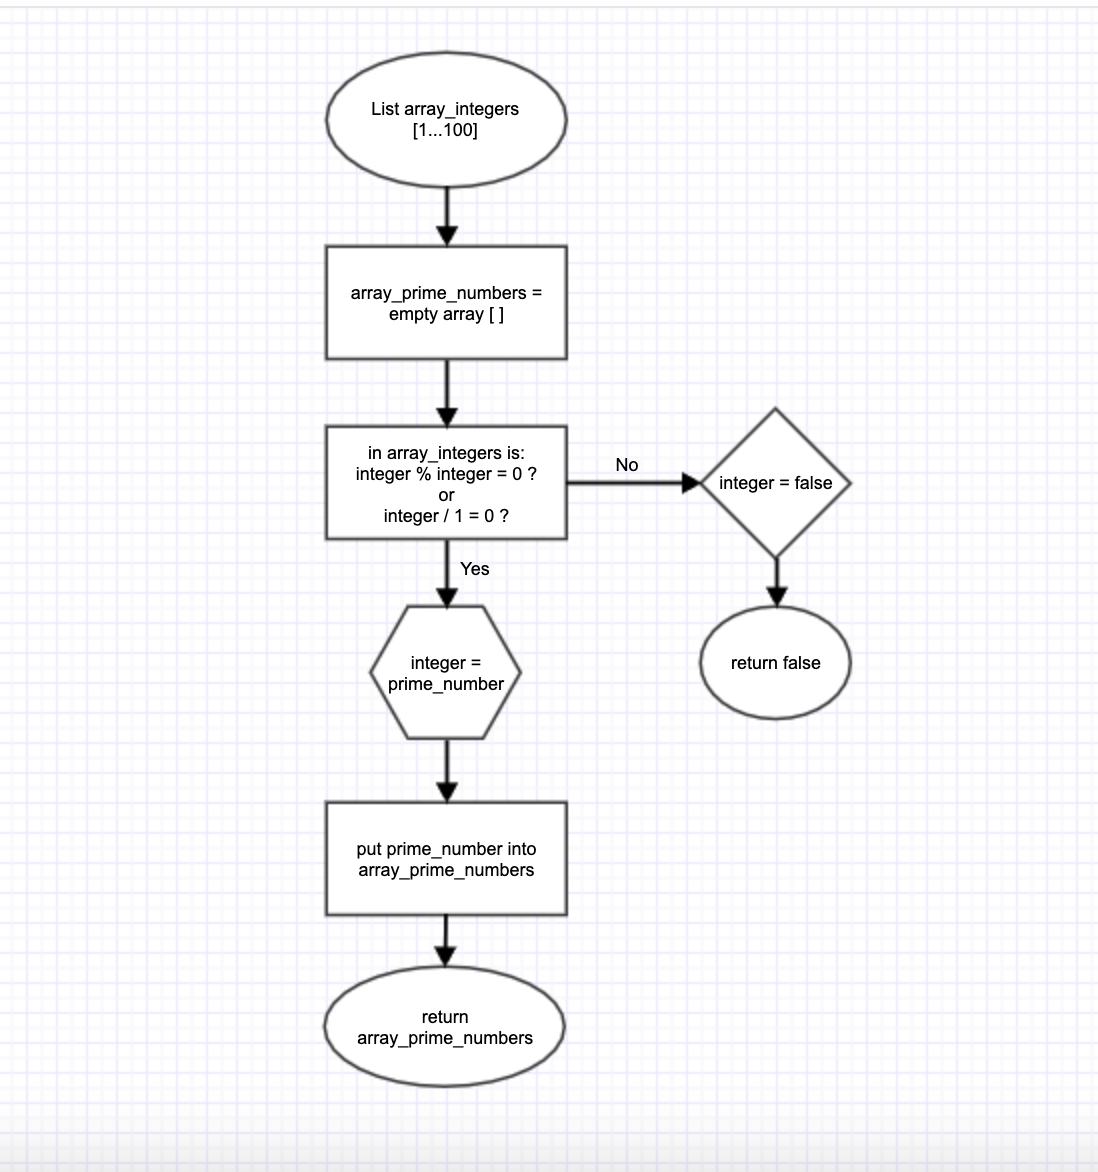 List array_integers
[1...100]
array_prime_numbers =
empty array [ ]
in array_integers is:
integer % integer = 0 ?
or
integer / 1 = 0 ?
No
integer = false
Yes
integer =
prime_number
return false
put prime_number into
array_prime_numbers
return
array_prime_numbers